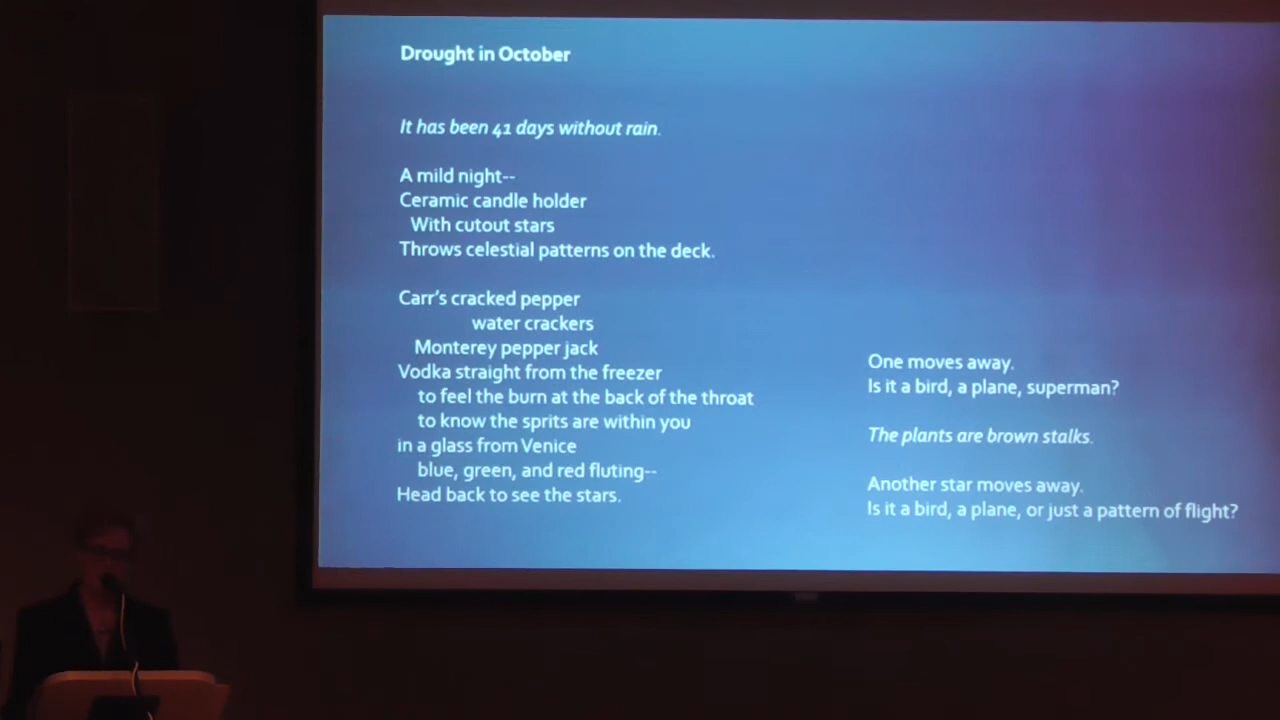 Drought in October
It has been 41 days without rain.
A mild night--
Ceramic candle holder
With cutout stars
Throws celestial patterns on the deck.
Carr's cracked pepper
water crackers
Monterey pepper jack
Vodka straight from the freezer
to feel the burn at the back of the throat
to know the sprits are within you
in a glass from Venice
blue, green, and red fluting--
Head back to see the stars.
One moves away.
Is it a bird, a plane, superman?
The plants are brown stalks.
Another star moves away.
Is it a bird, a plane, or just a pattern of flight?